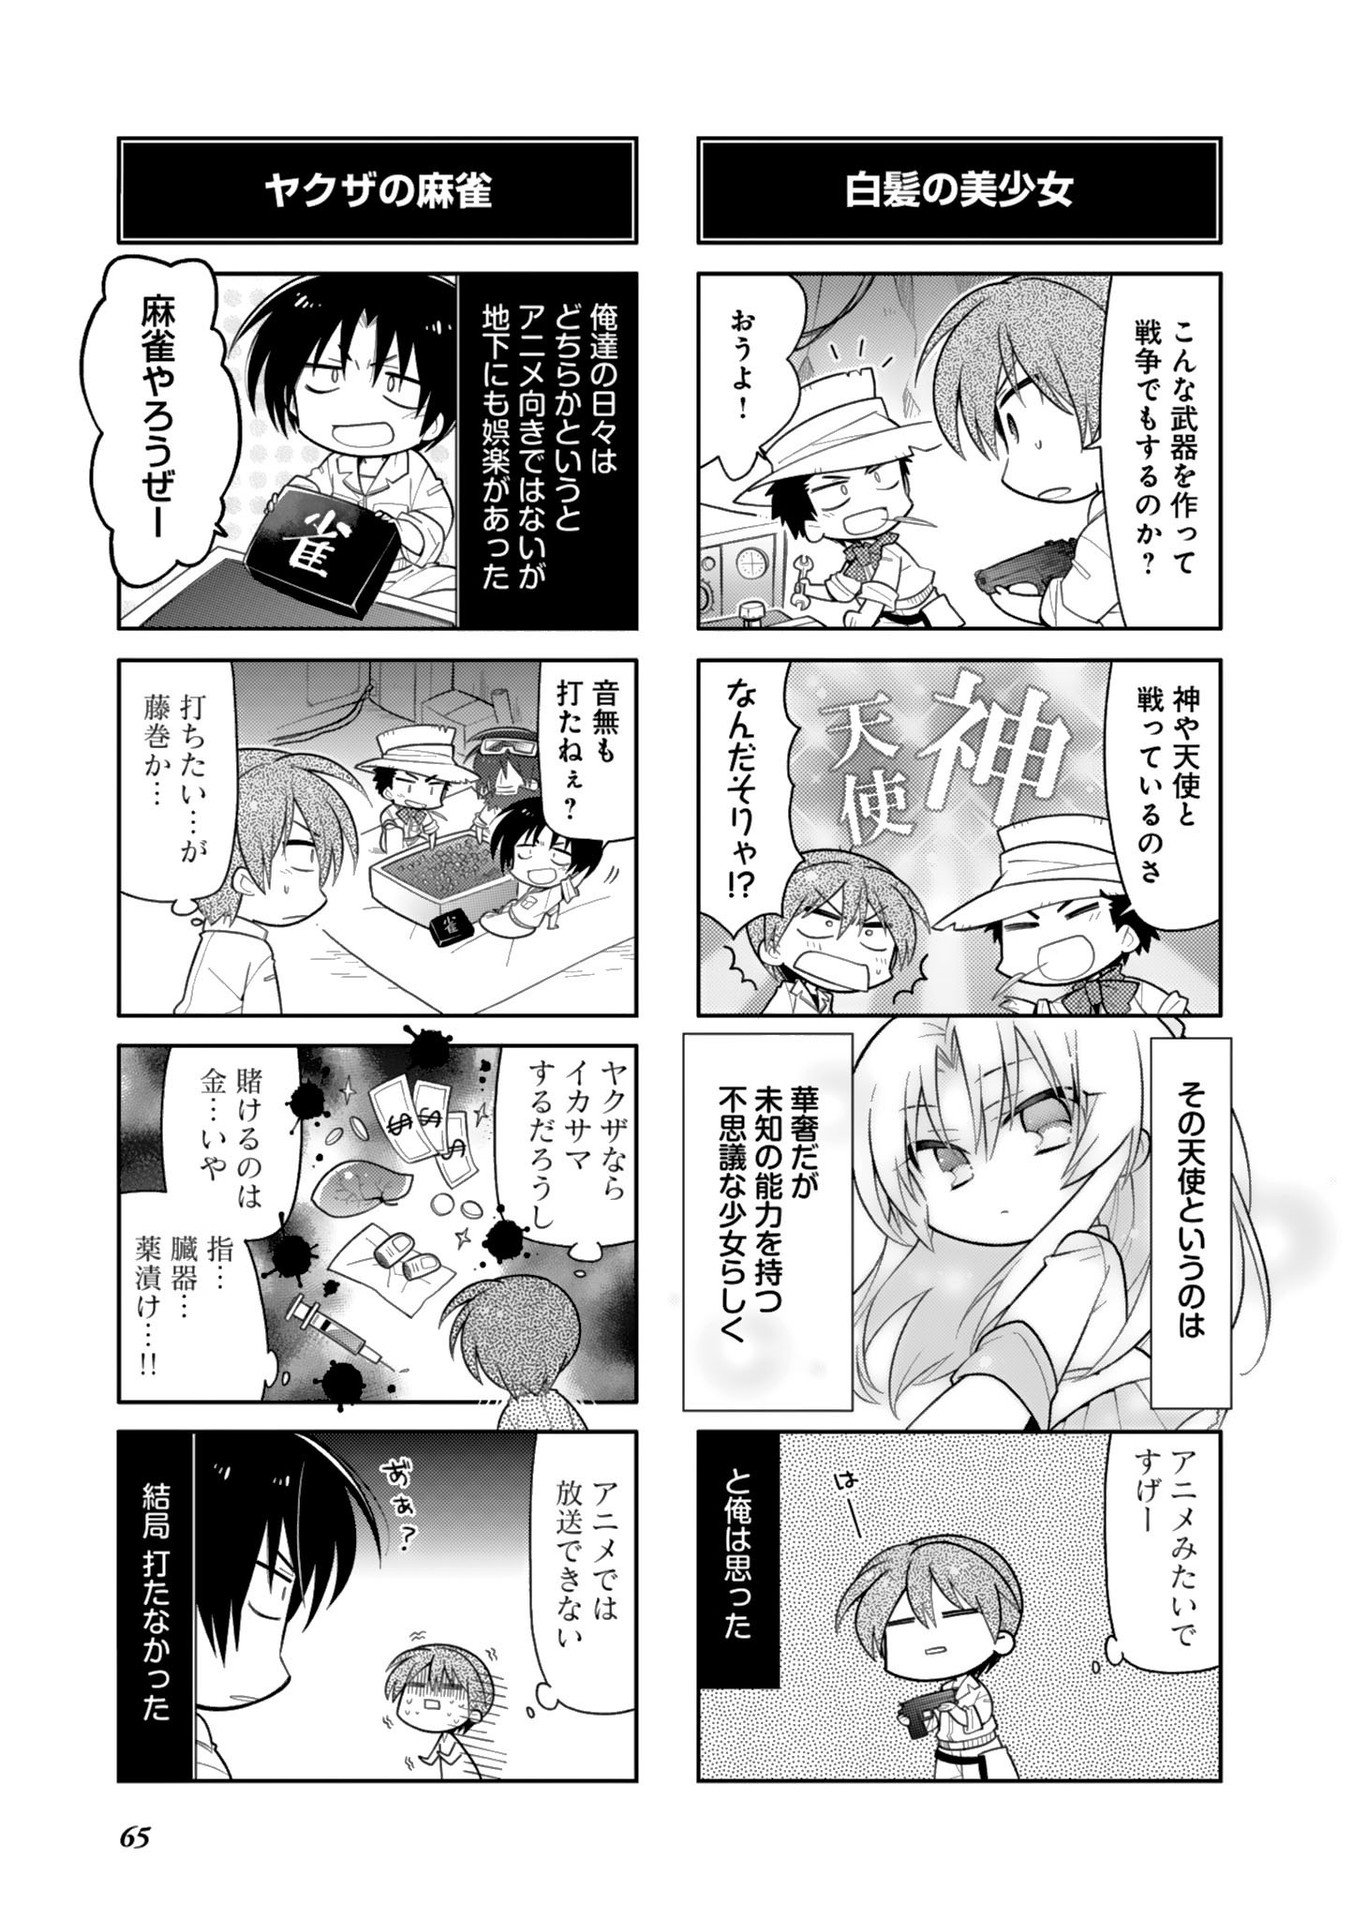 白髪の美少女
こんな武器を作って
戦争でもするのか?
おうよ!
神や天使と
戦っているのさ
神
天使
なんだそりゃ!?
その天使というのは
華奢だが
未知の能力を持つ
不思議な少女らしく
アニメみたいで
すげー
はー
と俺は思った
ヤクザの麻雀
俺達の日々は
どちらかというと
アニメ向きではないが
地下にも娯楽があった
麻雀やろうぜー
雀
音無も
打たねぇ?
雀
打ちたい…が
藤巻か…
ヤクザなら
イカサマ
するだろうし
$
$
$
賭けるのは
金…いや
指…
臓器…
薬漬け…!!
アニメでは
放送できない
あぁ?
結局 打たなかった
65